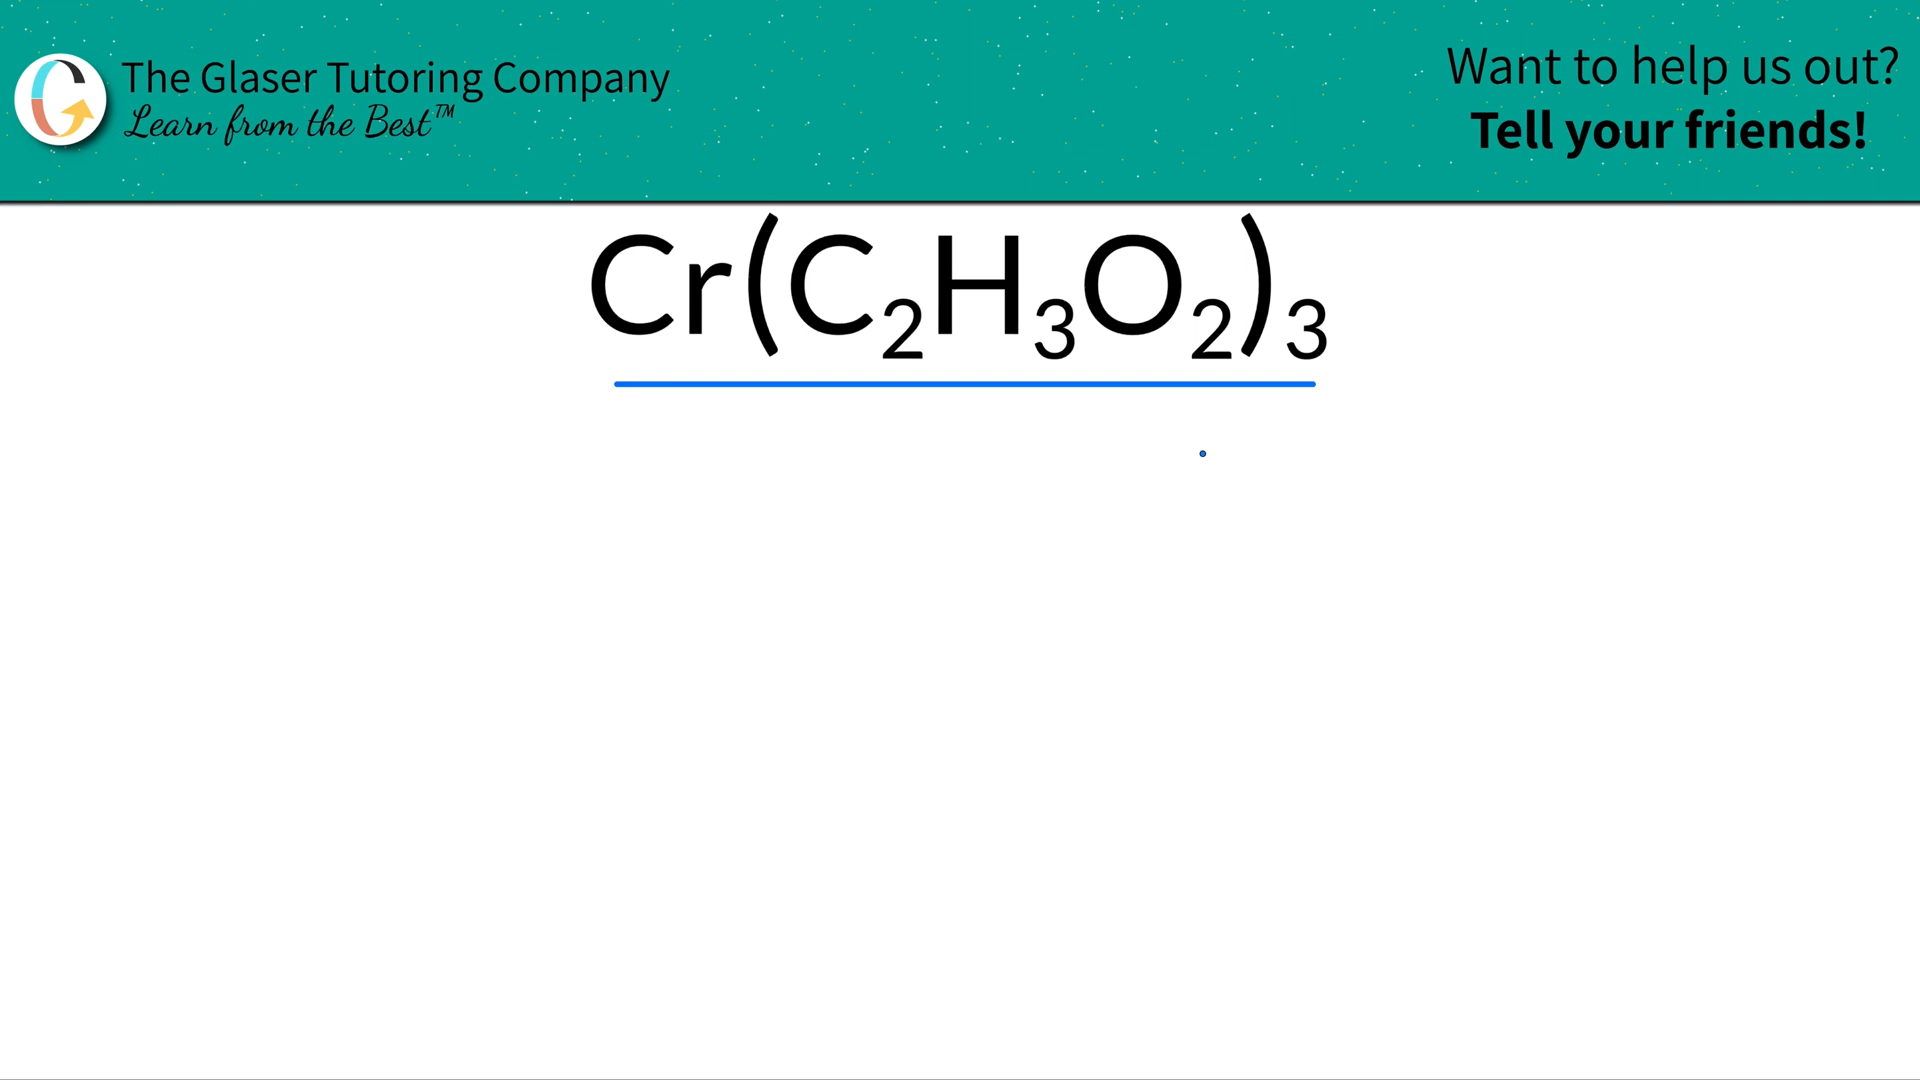 The Glaser Tutoring Company
Learn from the Best™
Want to help us out?
Tell your friends!
Cr(C₂H₃O₂)₃